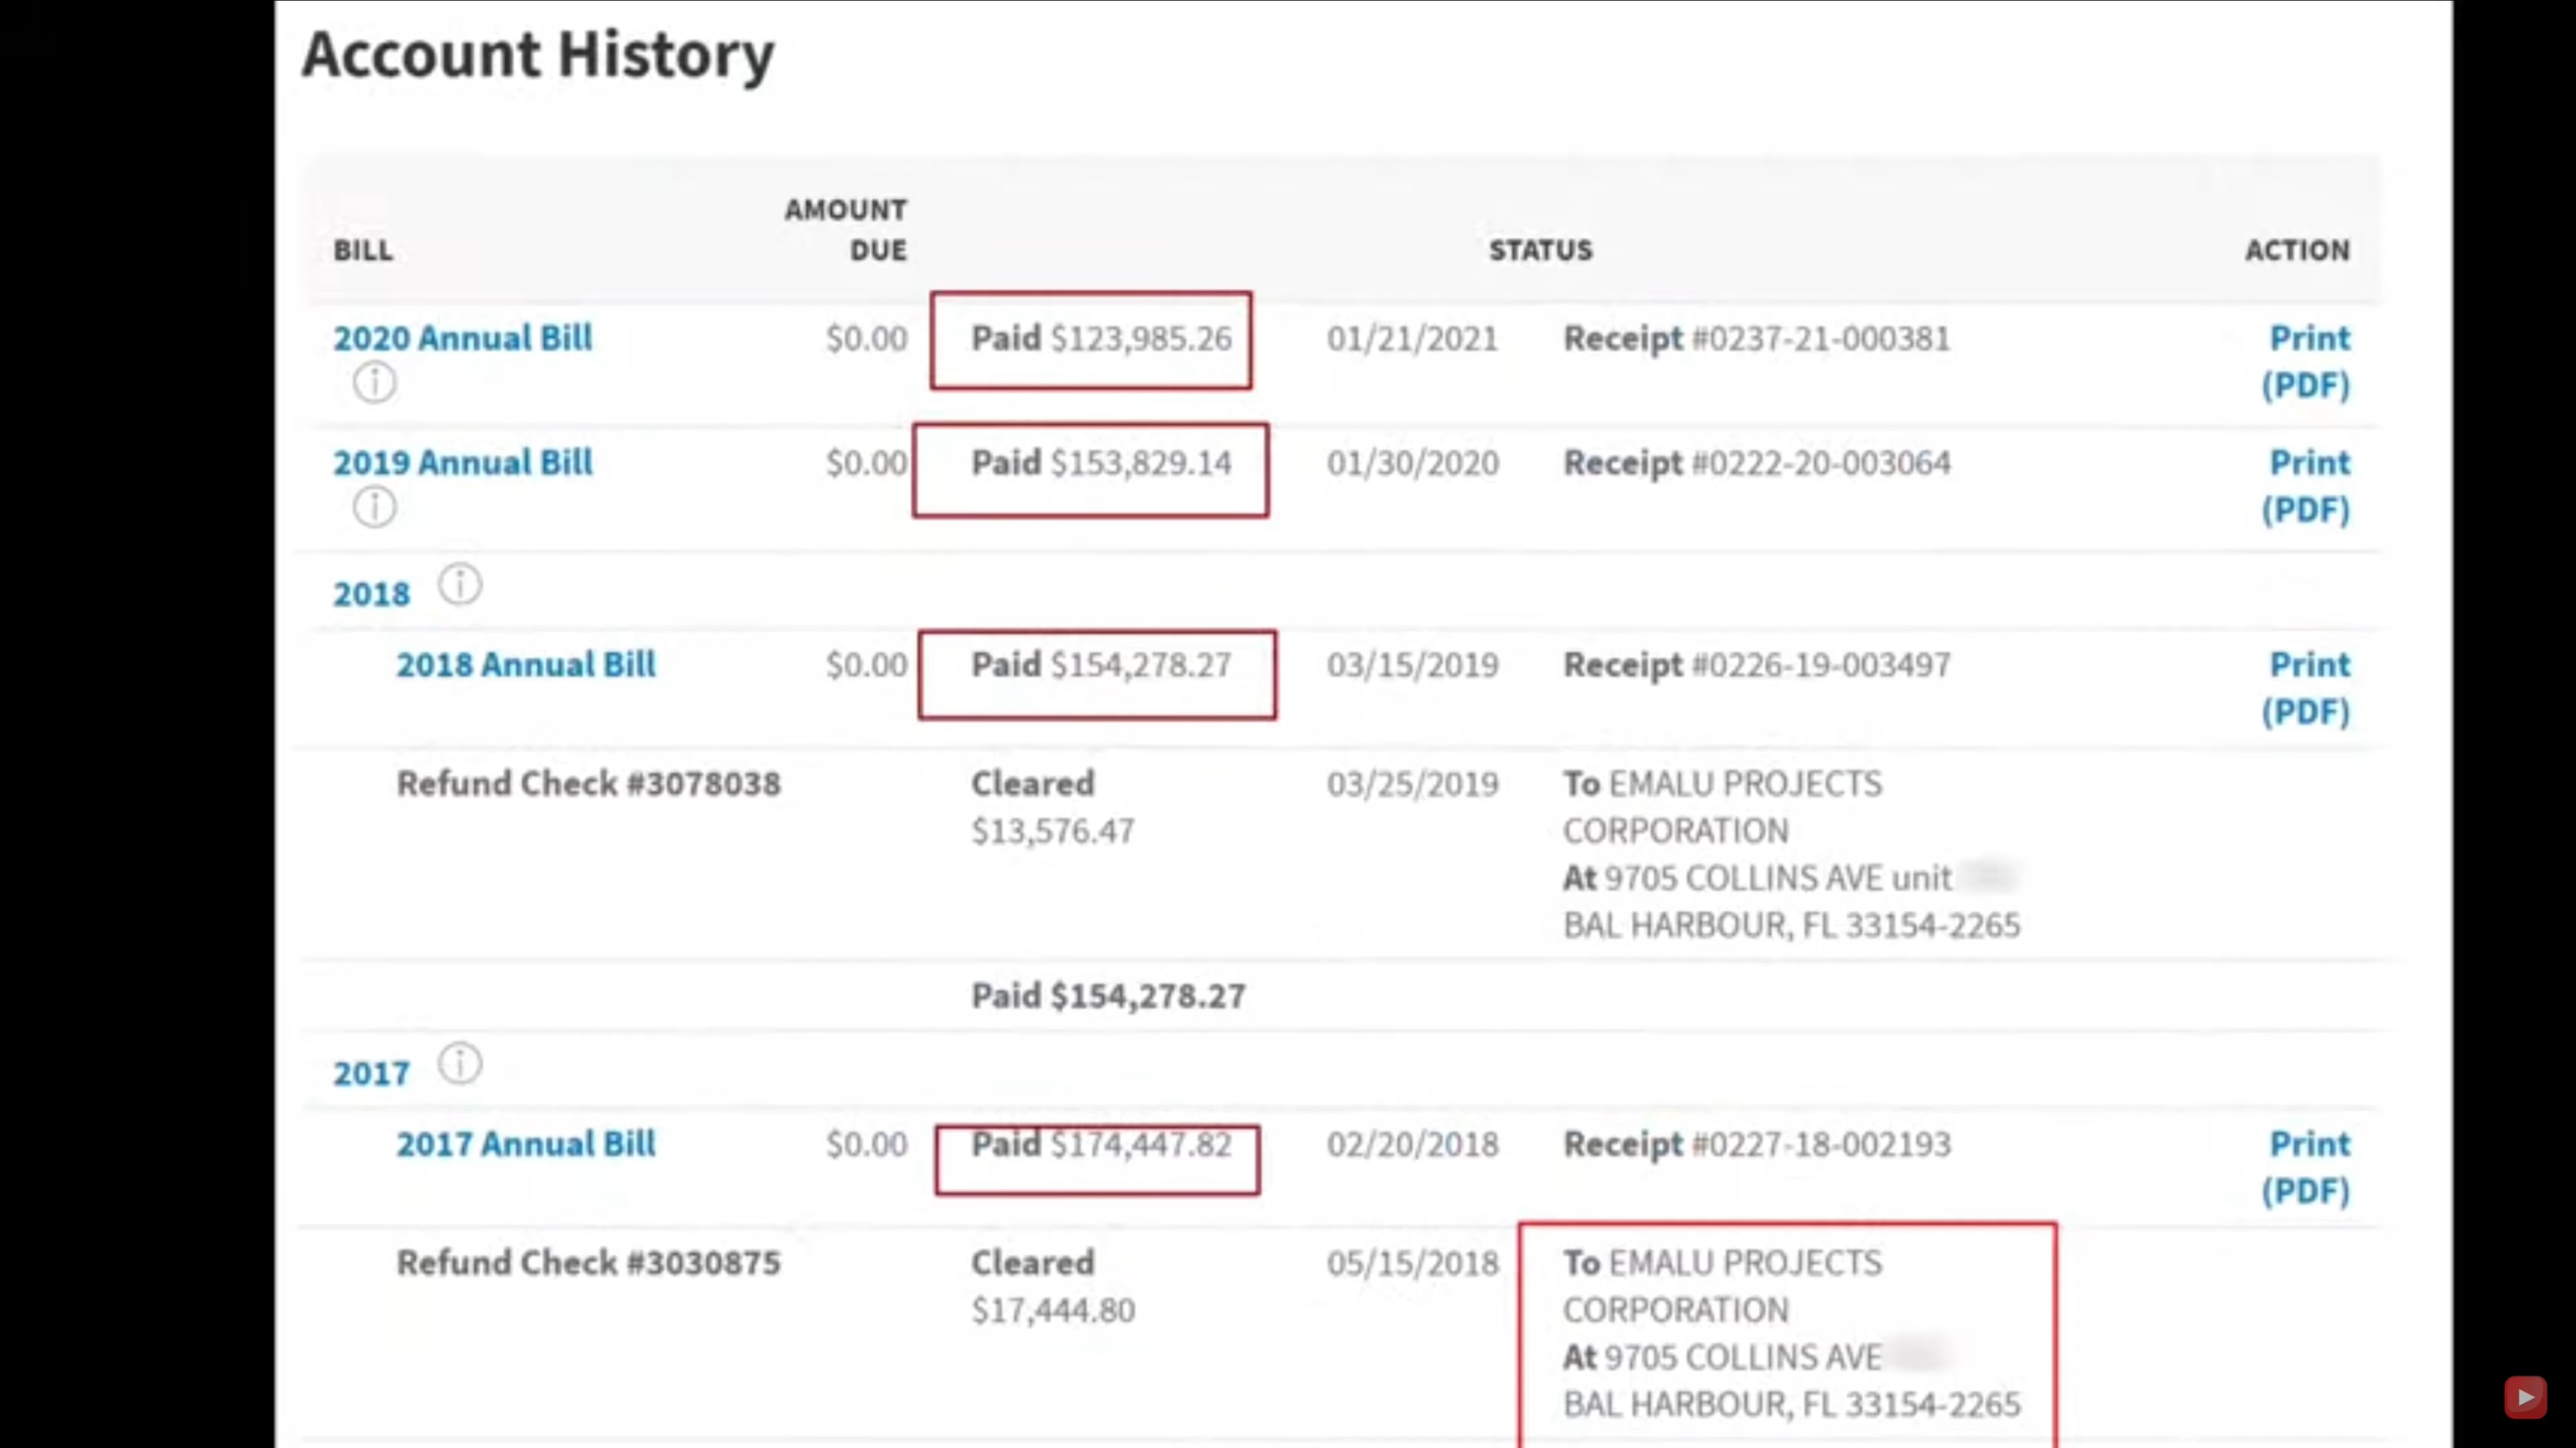 Account History
AMOUNT
BILL DUE STATUS ACTION
2020 Annual Bill $0.00 Paid $123,985.26 01/21/2021 Receipt #0237-21-000381 Print
(PDF)
2019 Annual Bill $0.00 Paid $153,829.14 01/30/2020 Receipt #0222-20-003064 Print
(PDF)
2018
2018 Annual Bill $0.00 Paid $154,278.27 03/15/2019 Receipt #0226-19-003497 Print
(PDF)
Refund Check #3078038 Cleared 03/25/2019 To EMALU PROJECTS
$13,576.47 CORPORATION
At 9705 COLLINS AVE unit
BAL HARBOUR, FL 33154-2265
Paid $154,278.27
2017
2017 Annual Bill $0.00 Paid $174,447.82 02/20/2018 Receipt #0227-18-002193 Print
(PDF)
Refund Check #3030875 Cleared 05/15/2018 To EMALU PROJECTS
$17,444.80 CORPORATION
At 9705 COLLINS AVE
BAL HARBOUR, FL 33154-2265